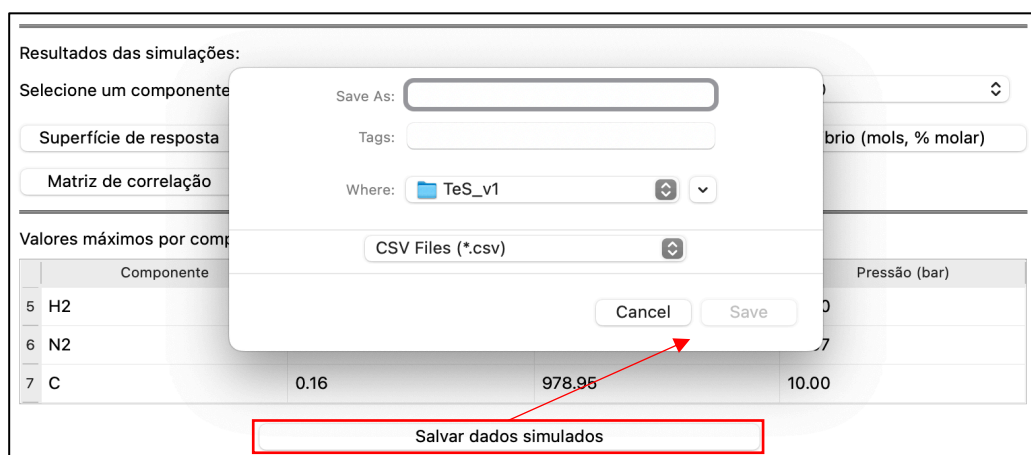 Resultados das simulações:
Selecione um componente
Save As:
Tags:
Where: TeS_v1
CSV Files (*.csv)
Cancel Save
Superfície de resposta brio (mols, % molar)
Matriz de correlação
Valores máximos por comp
Componente Pressão (bar)
5 H2 0
6 N2 7
7 C 0.16 978.95 10.00
Salvar dados simulados